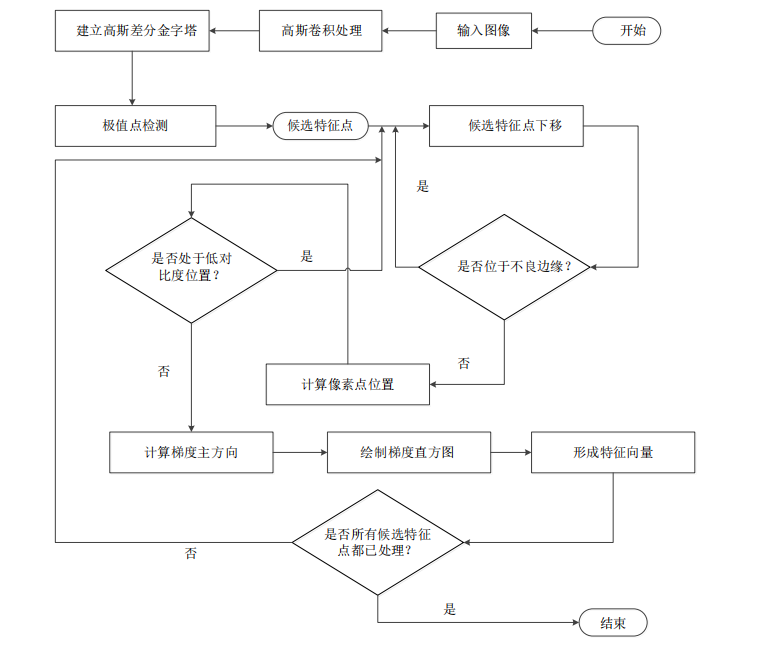 开始
输入图像
高斯卷积处理
建立高斯差分金字塔
极值点检测
候选特征点
候选特征点下移
是
是否位于不良边缘？
否
计算像素点位置
是否处于低对
比度位置？
是
否
计算梯度主方向
绘制梯度直方图
形成特征向量
是否所有候选特征
点都已处理？
否
是
结束